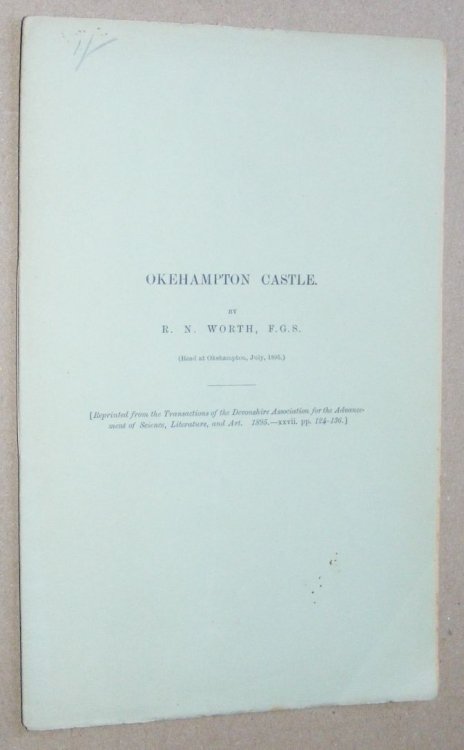 OKEHAMPTON CASTLE.
BY
R. N. WORTH, F.G.S.
(Read at Okehampton, July, 1895.)
[Reprinted from the Transactions of the Devonshire Association for the Advance-
ment of Science, Literature, and Art. 1895.—xxvii. pp. 124-136.]